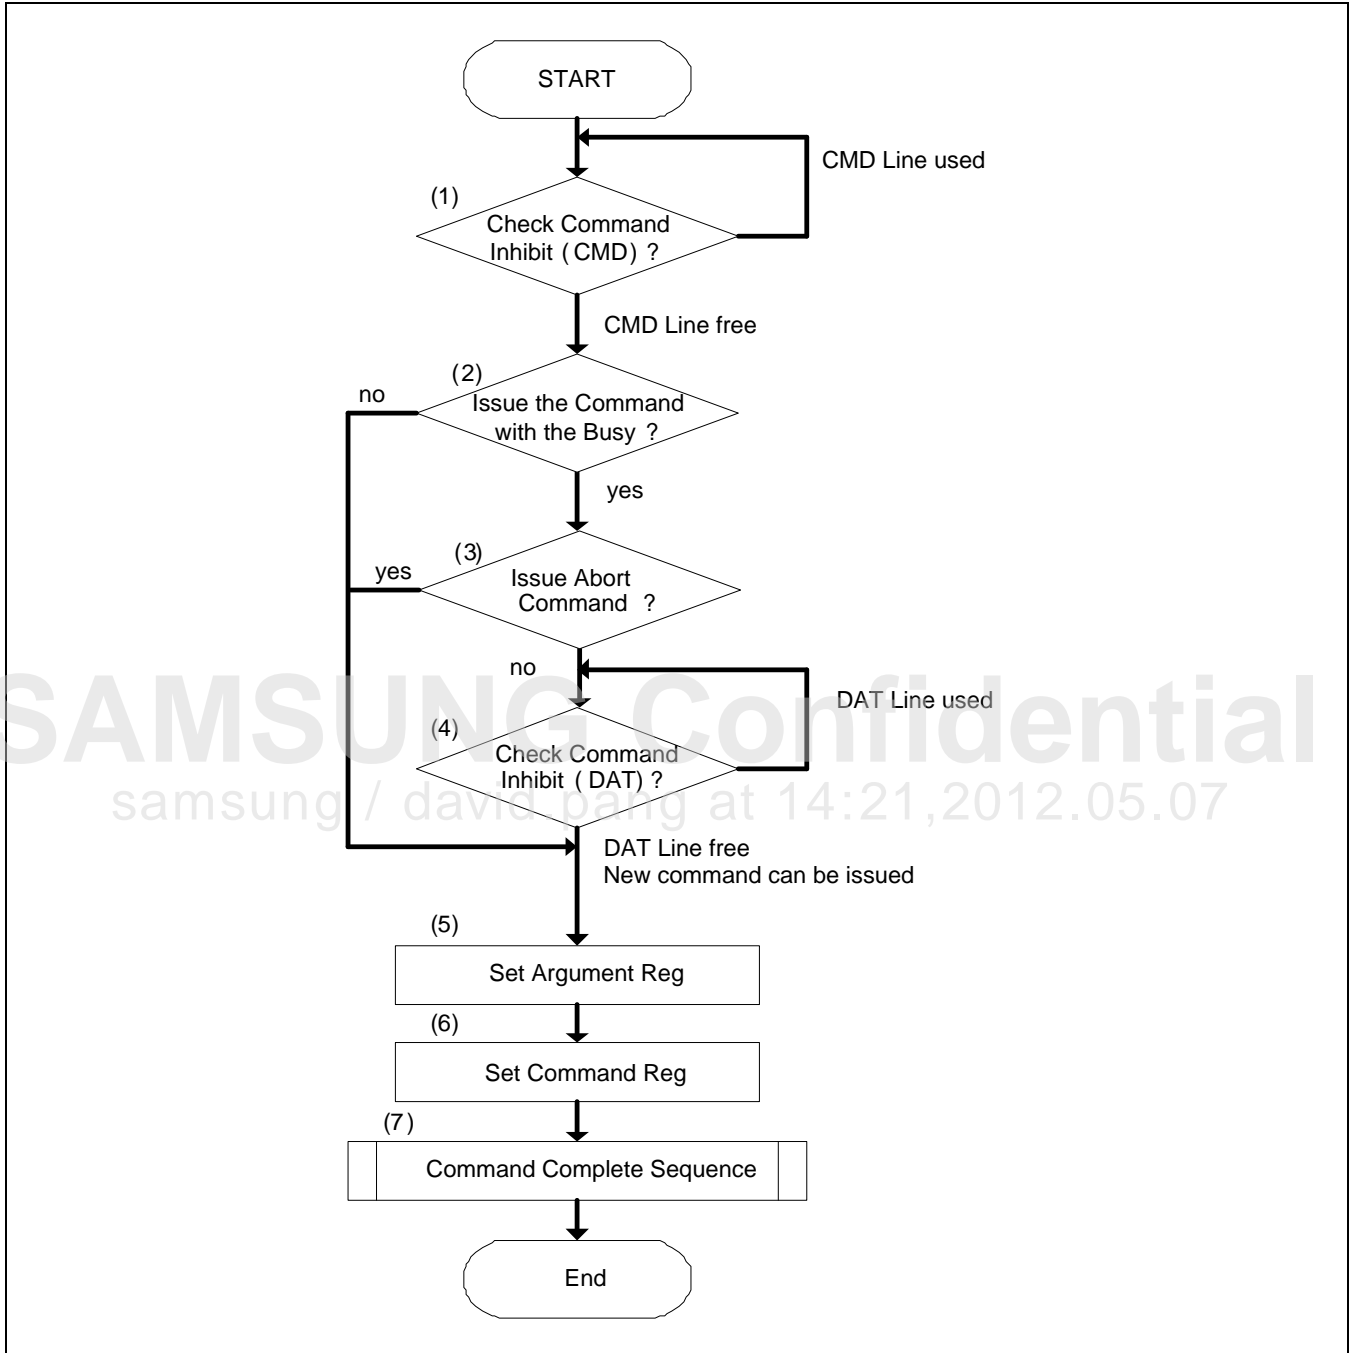 START
CMD Line used
(1)
Check Command
Inhibit (CMD) ?
CMD Line free
(2)
no
Issue the Command
with the Busy ?
yes
(3)
yes
Issue Abort
Command ?
no
DAT Line used
(4)
Check Command
Inhibit (DAT) ?
SAMSUNG Confidential
samsung / david.pang at 14:21,2012.05.07
DAT Line free
New command can be issued
(5)
Set Argument Reg
(6)
Set Command Reg
(7)
Command Complete Sequence
End